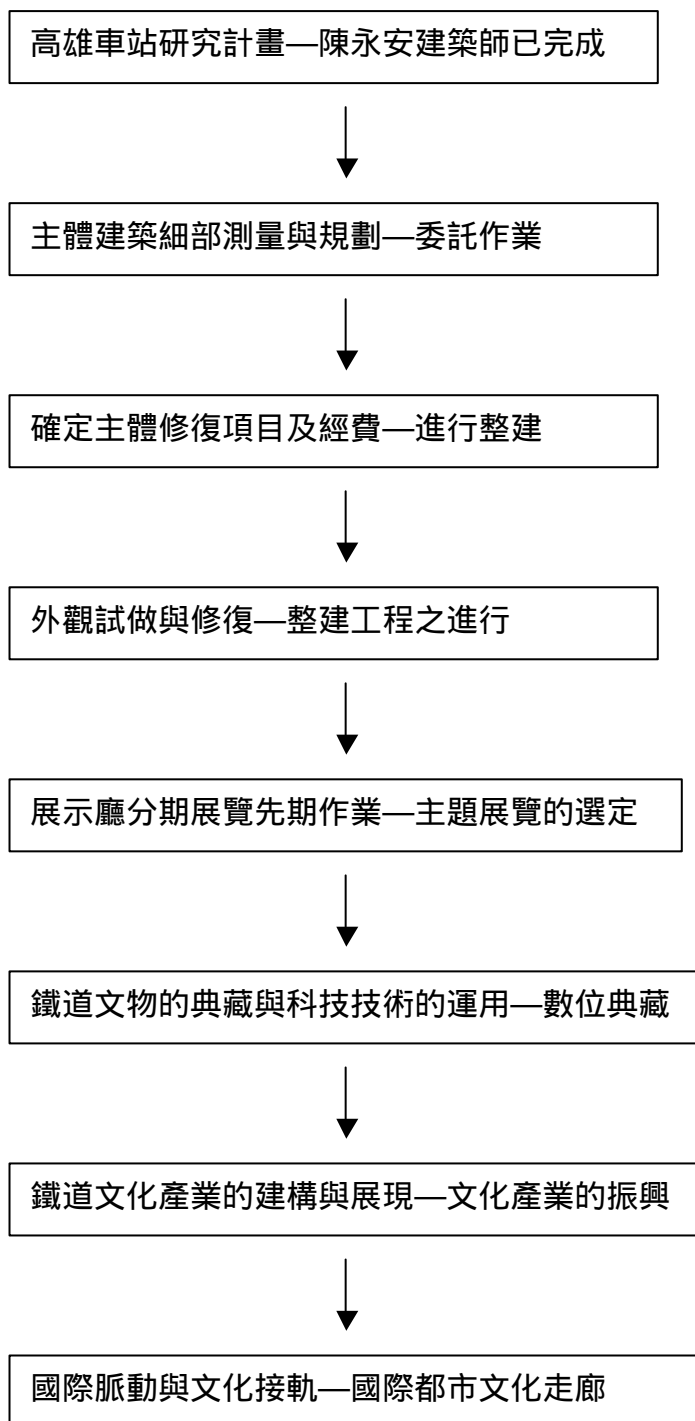 高雄車站研究計畫—陳永安建築師已完成
主體建築細部測量與規劃—委託作業
確定主體修復項目及經費—進行整建
外觀試做與修復—整建工程之進行
展示廳分期展覽先期作業—主題展覽的選定
鐵道文物的典藏與科技技術的運用—數位典藏
鐵道文化產業的建構與展現—文化產業的振興
國際脈動與文化接軌—國際都市文化走廊